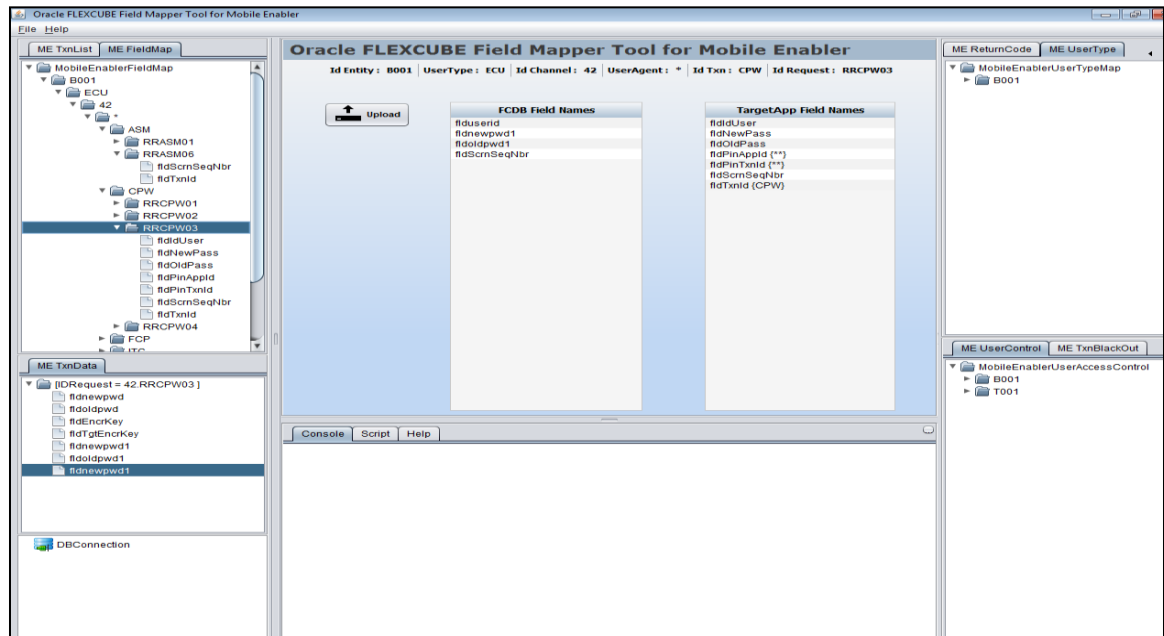 Oracle FLEXCUBE Field Mapper Tool for Mobile Enabler
File Help
ME TxnList ME FieldMap
MobileEnablerFieldMap
B001
ECU
42
*
ASM
RRASM01
RRASM06
fldScrnSeqNbr
fldTxnId
CPW
RRCPW01
RRCPW02
RRCPW03
fldIdUser
fldNewPass
fldOldPass
fldPinAppId
fldPinTxnId
fldScrnSeqNbr
fldTxnId
RRCPW04
FCP
ITC
ME TxnData
[IDRequest = 42.RRCPW03 ]
fldnewpwd
fldoldpwd
fldEncrKey
fldTgtEncrKey
fldnewpwd1
fldoldpwd1
fldnewpwd1
DBConnection
Oracle FLEXCUBE Field Mapper Tool for Mobile Enabler
Id Entity : B001 UserType : ECU Id Channel : 42 UserAgent : * Id Txn : CPW Id Request : RRCPW03
Upload
FCDB Field Names
flduserid
fldnewpwd1
fldoldpwd1
fldScrnSeqNbr
TargetApp Field Names
fldIdUser
fldNewPass
fldOldPass
fldPinAppId {**}
fldPinTxnId {**}
fldScrnSeqNbr
fldTxnId {CPW}
Console Script Help
ME ReturnCode ME UserType
MobileEnablerUserTypeMap
B001
ME UserControl ME TxnBlackOut
MobileEnablerUserAccessControl
B001
T001